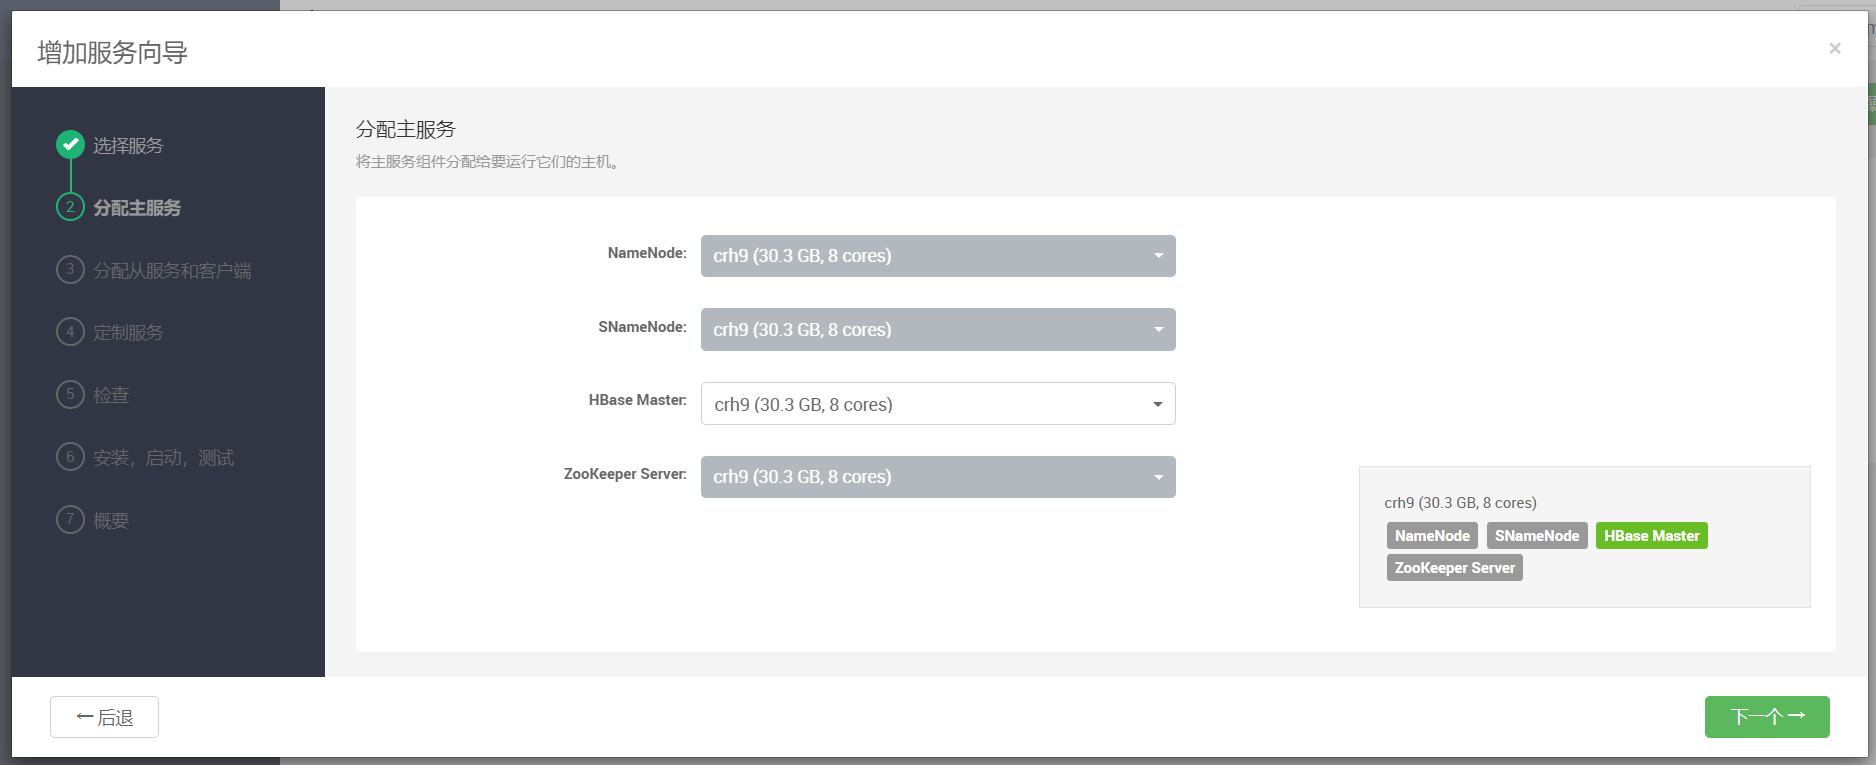 增加服务向导
×
选择服务
2 分配主服务
3 分配从服务和客户端
4 定制服务
5 检查
6 安装，启动，测试
7 概要
分配主服务
将主服务组件分配给要运行它们的主机。
NameNode: crh9 (30.3 GB, 8 cores)
SNameNode: crh9 (30.3 GB, 8 cores)
HBase Master: crh9 (30.3 GB, 8 cores)
ZooKeeper Server: crh9 (30.3 GB, 8 cores)
crh9 (30.3 GB, 8 cores)
NameNode SNameNode HBase Master
ZooKeeper Server
← 后退
下一个 →